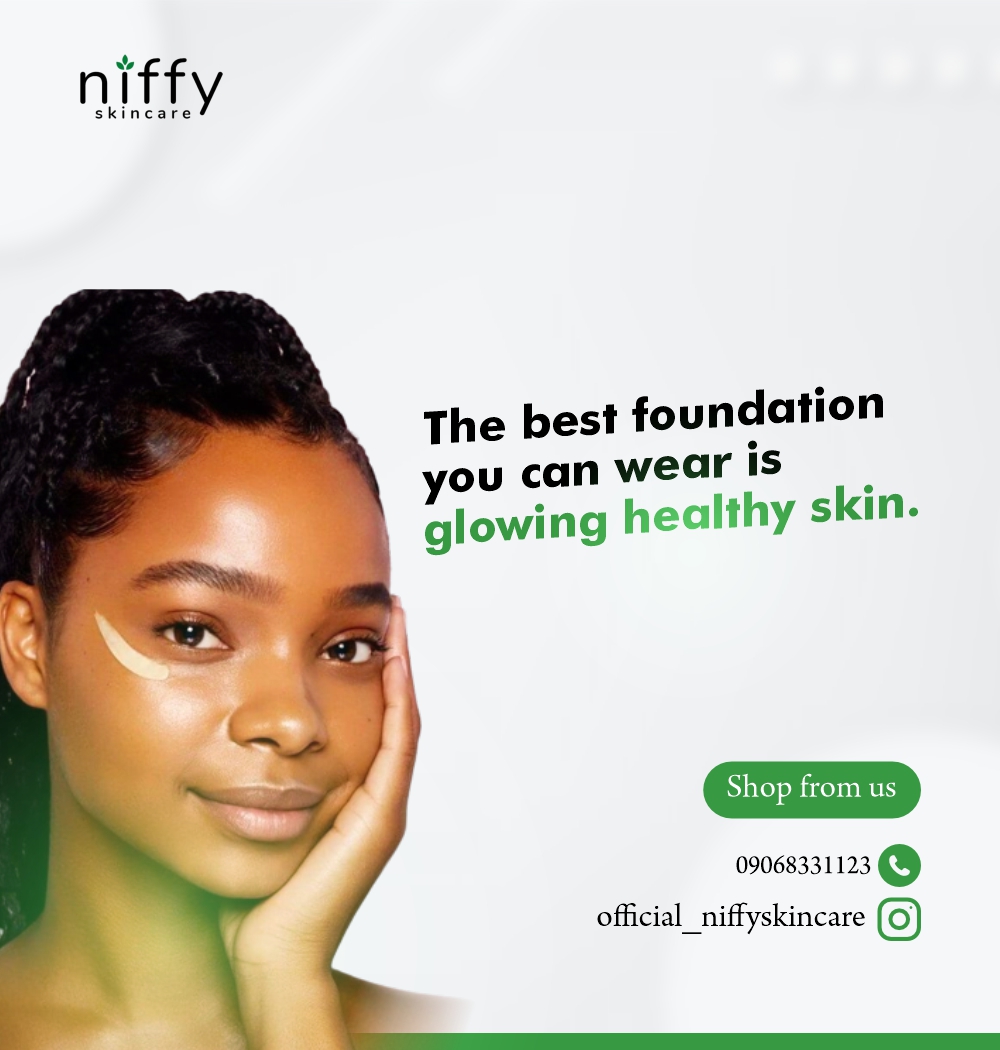 niffy
skincare
The best foundation
you can wear is
glowing healthy skin.
Shop from us
09068331123
official_niffyskincare